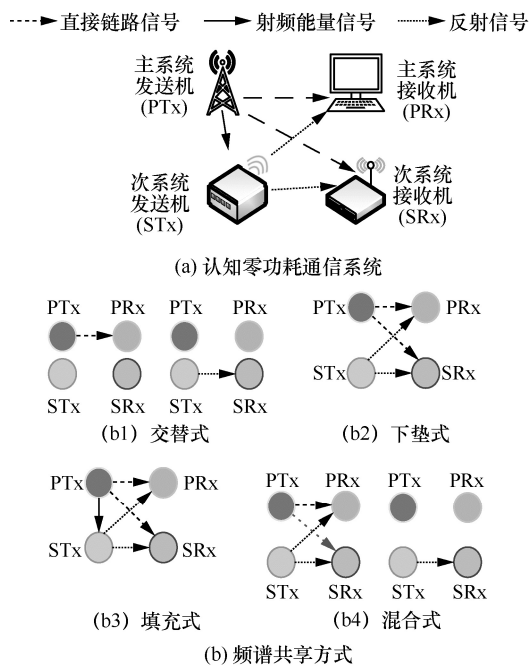 直接链路信号 射频能量信号 反射信号
主系统 主系统
发送机 接收机
(PTx) (PRx)
次系统 次系统
发送机 接收机
(STx) (SRx)
(a) 认知零功耗通信系统
PTx PRx PTx PRx PTx PRx
STx SRx
STx SRx STx SRx
(b1) 交替式 (b2) 下垫式
PTx PRx PTx PRx PTx PRx
STx SRx
STx SRx STx SRx
(b3) 填充式 (b4) 混合式
(b) 频谱共享方式